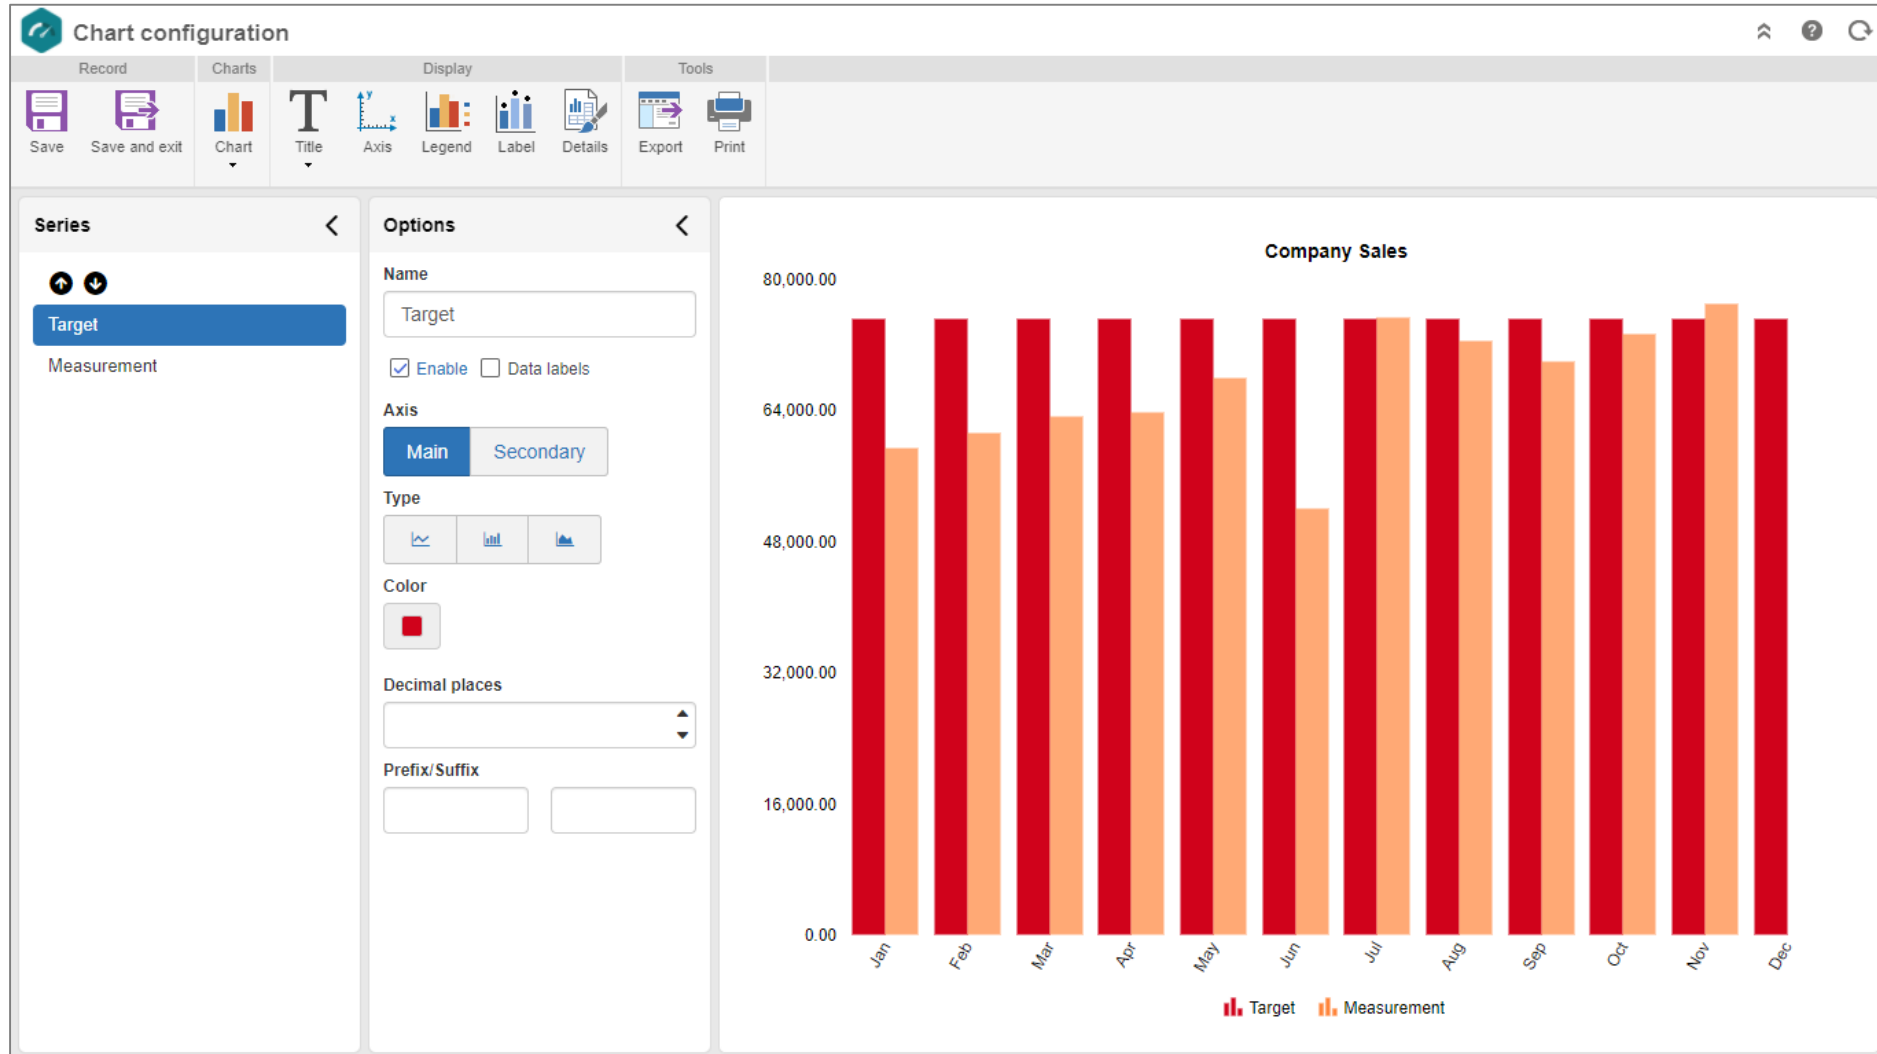 Chart configuration
Record Charts Display Tools
Save Save and exit Chart Title Axis Legend Label Details Export Print
Series
Target
Measurement
Options
Name
Target
Enable Data labels
Axis
Main Secondary
Type
Color
Decimal places
Prefix/Suffix
Company Sales
80,000.00
64,000.00
48,000.00
32,000.00
16,000.00
0.00
Jan Feb Mar Apr May Jun Jul Aug Sep Oct Nov Dec
Target Measurement